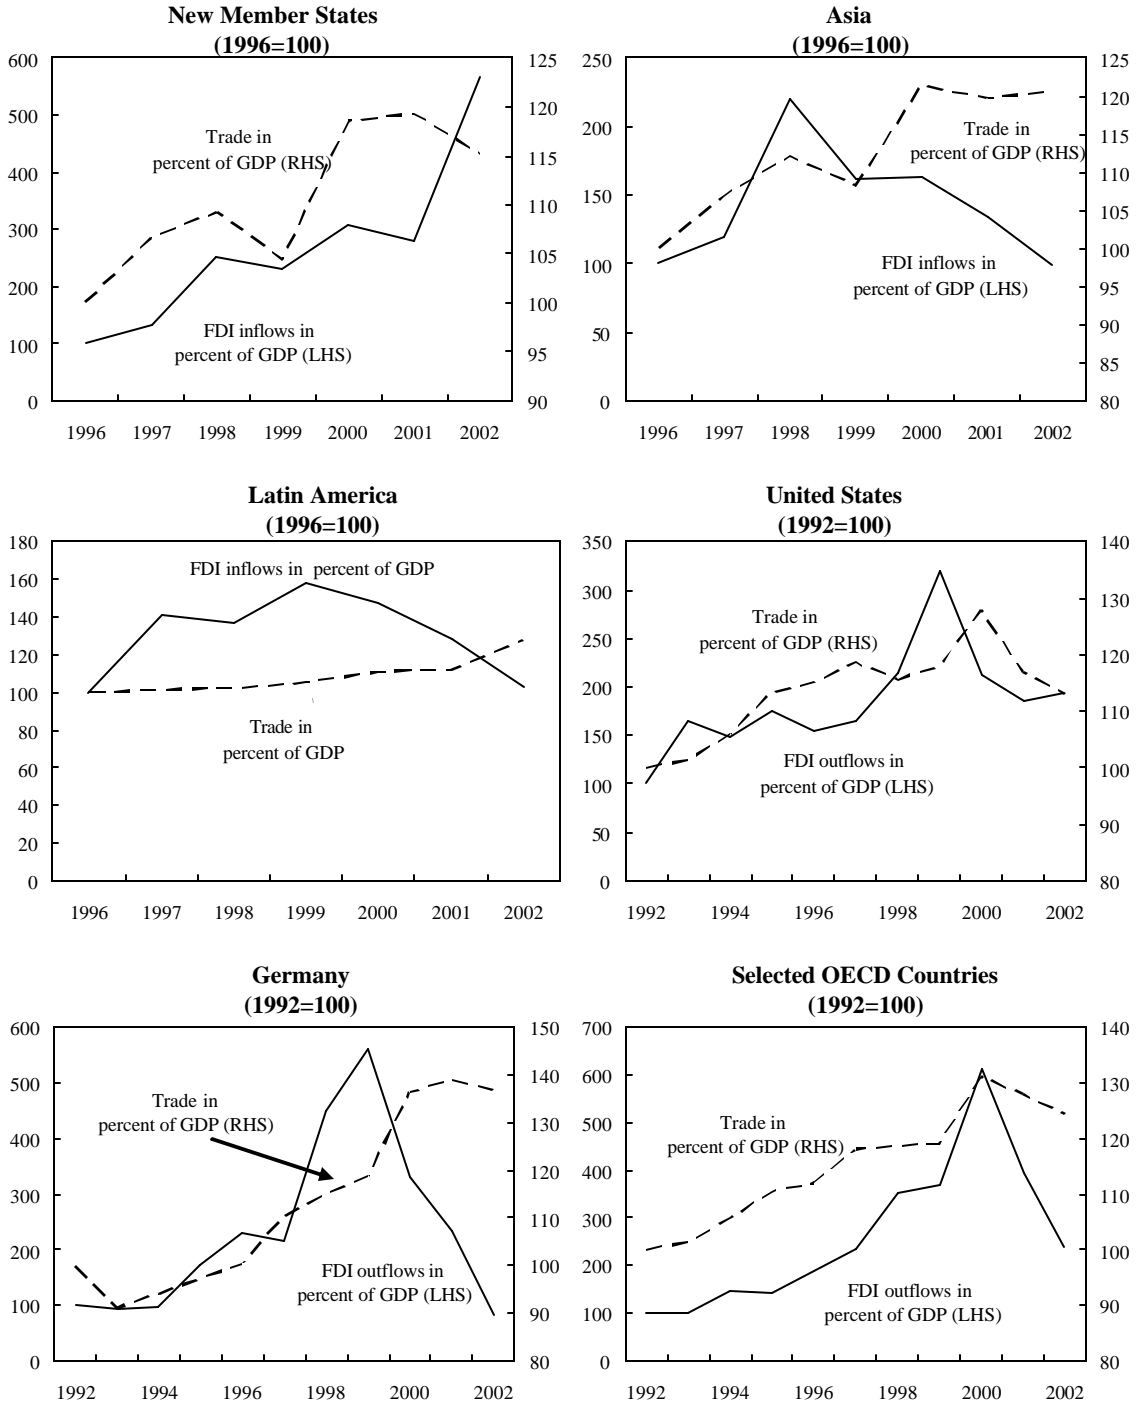 New Member States
(1996=100)
600
500
400
300
200
100
0
125
120
115
110
105
100
95
90
Trade in
percent of GDP (RHS)
FDI inflows in
percent of GDP (LHS)
1996 1997 1998 1999 2000 2001 2002
Asia
(1996=100)
250
200
150
100
50
0
125
120
115
110
105
100
95
90
85
80
Trade in
percent of GDP (RHS)
FDI inflows in
percent of GDP (LHS)
1996 1997 1998 1999 2000 2001 2002
Latin America
(1996=100)
180
160
140
120
100
80
60
40
20
0
FDI inflows in percent of GDP
Trade in
percent of GDP
1996 1997 1998 1999 2000 2001 2002
United States
(1992=100)
350
300
250
200
150
100
50
0
140
130
120
110
100
90
80
Trade in
percent of GDP (RHS)
FDI outflows in
percent of GDP (LHS)
1992 1994 1996 1998 2000 2002
Germany
(1992=100)
600
500
400
300
200
100
0
150
140
130
120
110
100
90
80
Trade in
percent of GDP (RHS)
FDI outflows in
percent of GDP (LHS)
1992 1994 1996 1998 2000 2002
Selected OECD Countries
(1992=100)
700
600
500
400
300
200
100
0
140
130
120
110
100
90
80
Trade in
percent of GDP (RHS)
FDI outflows in
percent of GDP (LHS)
1992 1994 1996 1998 2000 2002